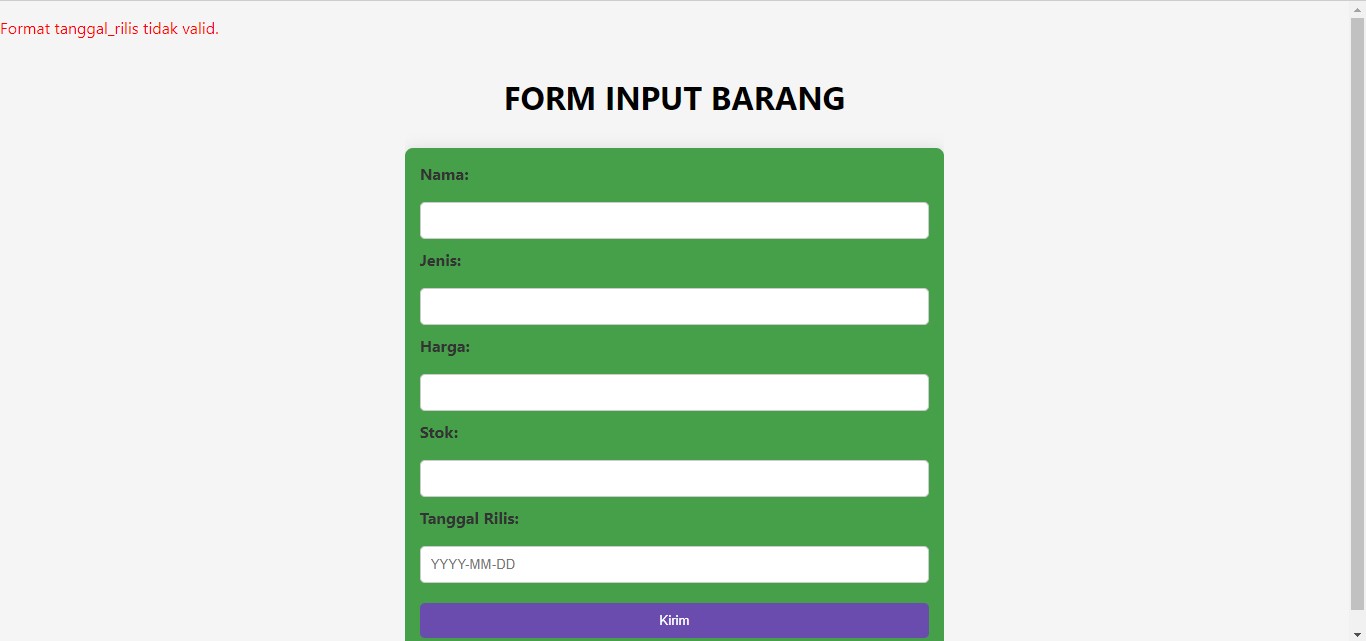 Format tanggal_rilis tidak valid.
FORM INPUT BARANG
Nama:
Jenis:
Harga:
Stok:
Tanggal Rilis:
YYYY-MM-DD
Kirim